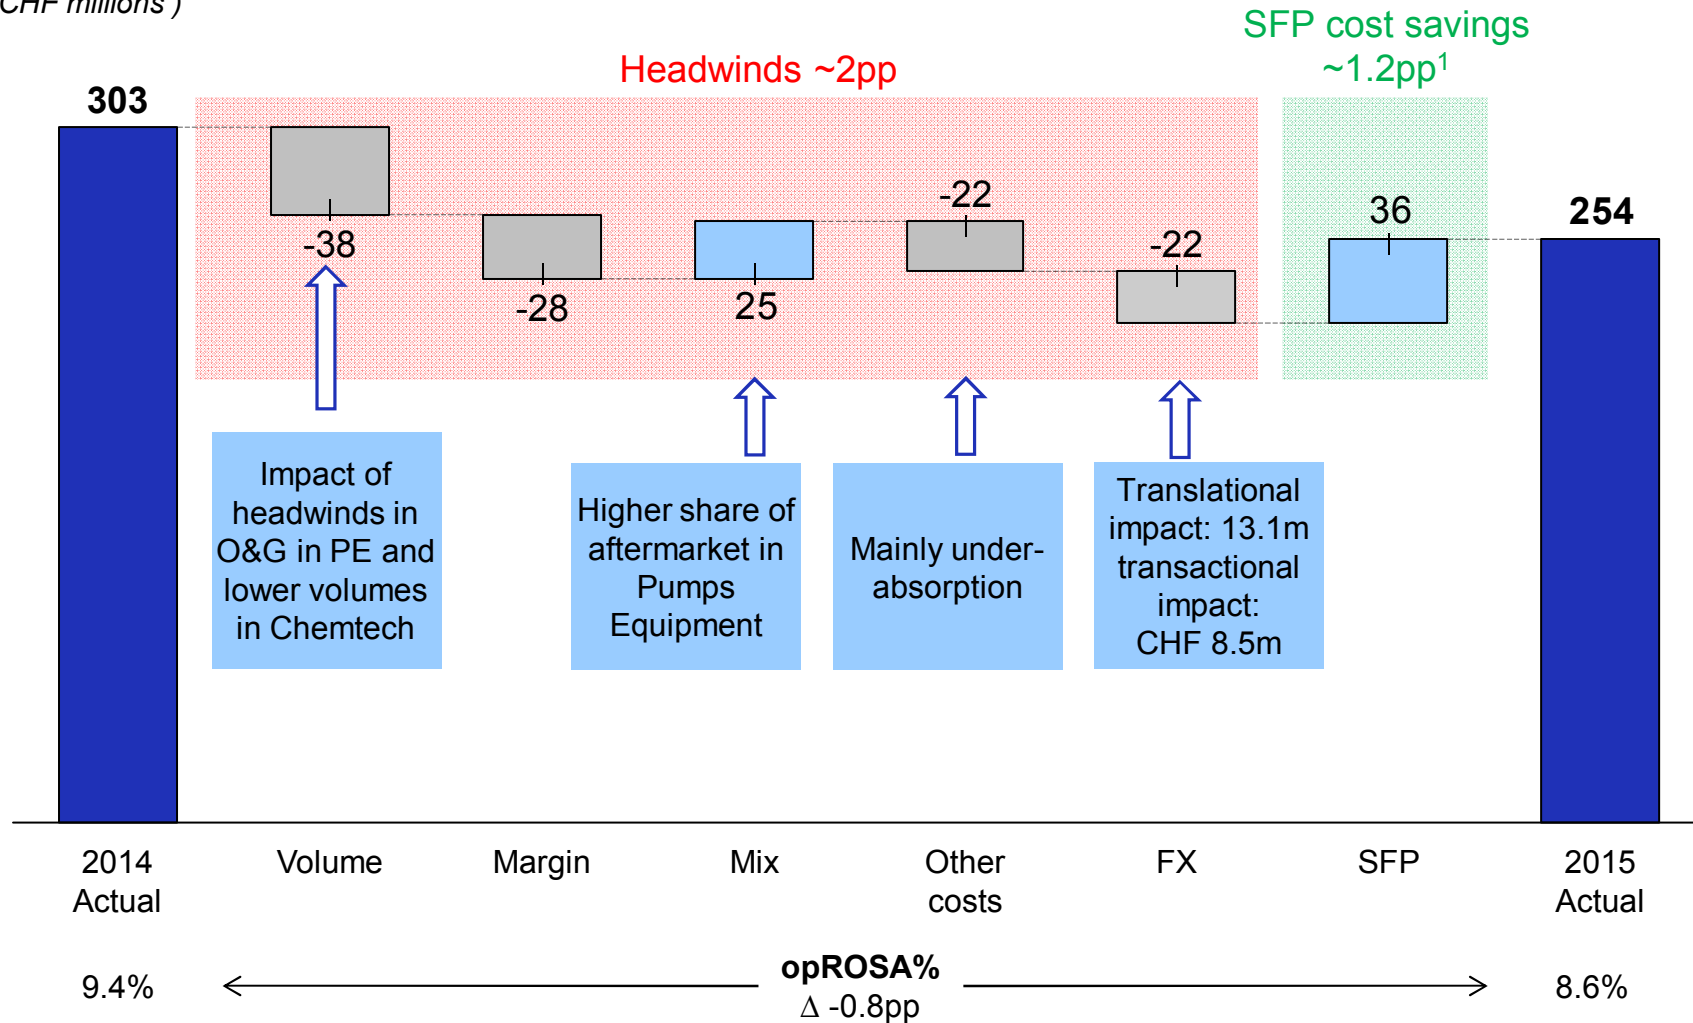 CHF millions )
SFP cost savings
~1.2pp¹
Headwinds ~2pp
303
-38
-28
25
-22
-22
36
254
Impact of
headwinds in
O&G in PE and
lower volumes
in Chemtech
Higher share of
aftermarket in
Pumps
Equipment
Mainly under-
absorption
Translational
impact: 13.1m
transactional
impact:
CHF 8.5m
2014
Actual
Volume
Margin
Mix
Other
costs
FX
SFP
2015
Actual
9.4%
opROSA%
Δ -0.8pp
8.6%